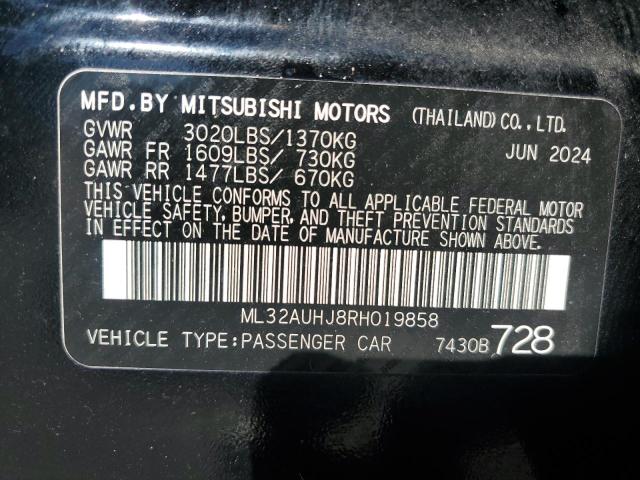 MFD. BY MITSUBISHI MOTORS (THAILAND) CO., LTD.
GVWR 3020LBS/1370KG JUN 2024
GAWR FR 1609LBS/ 730KG
GAWR RR 1477LBS/ 670KG
THIS VEHICLE CONFORMS TO ALL APPLICABLE FEDERAL MOTOR
VEHICLE SAFETY, BUMPER, AND THEFT PREVENTION STANDARDS
IN EFFECT ON THE DATE OF MANUFACTURE SHOWN ABOVE.
ML32AUHJ8RH019858
VEHICLE TYPE:PASSENGER CAR 7430B 728